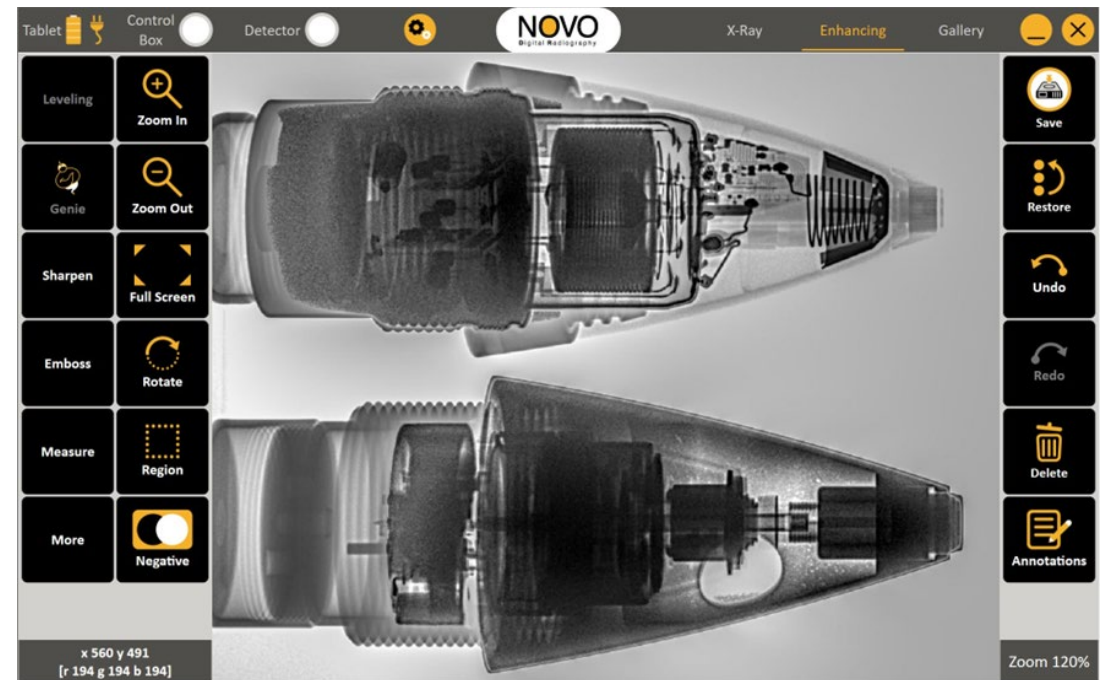 Tablet
Control
Box
Detector
NOVO
Digital Radiography
X-Ray
Enhancing
Gallery
Leveling
Zoom In
Genie
Zoom Out
Sharpen
Full Screen
Emboss
Rotate
Measure
Region
More
Negative
Save
Restore
Undo
Redo
Delete
Annotations
x 560
y 491
[r 194 g 194 b 194]
Zoom 120%